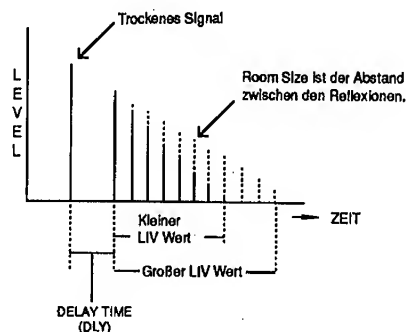 Trockenes Signal
LEVEL
Room Size ist der Abstand
zwischen den Reflexionen.
ZEIT
Kleiner
LIV Wert
Großer LIV Wert
DELAY TIME
(DLY)